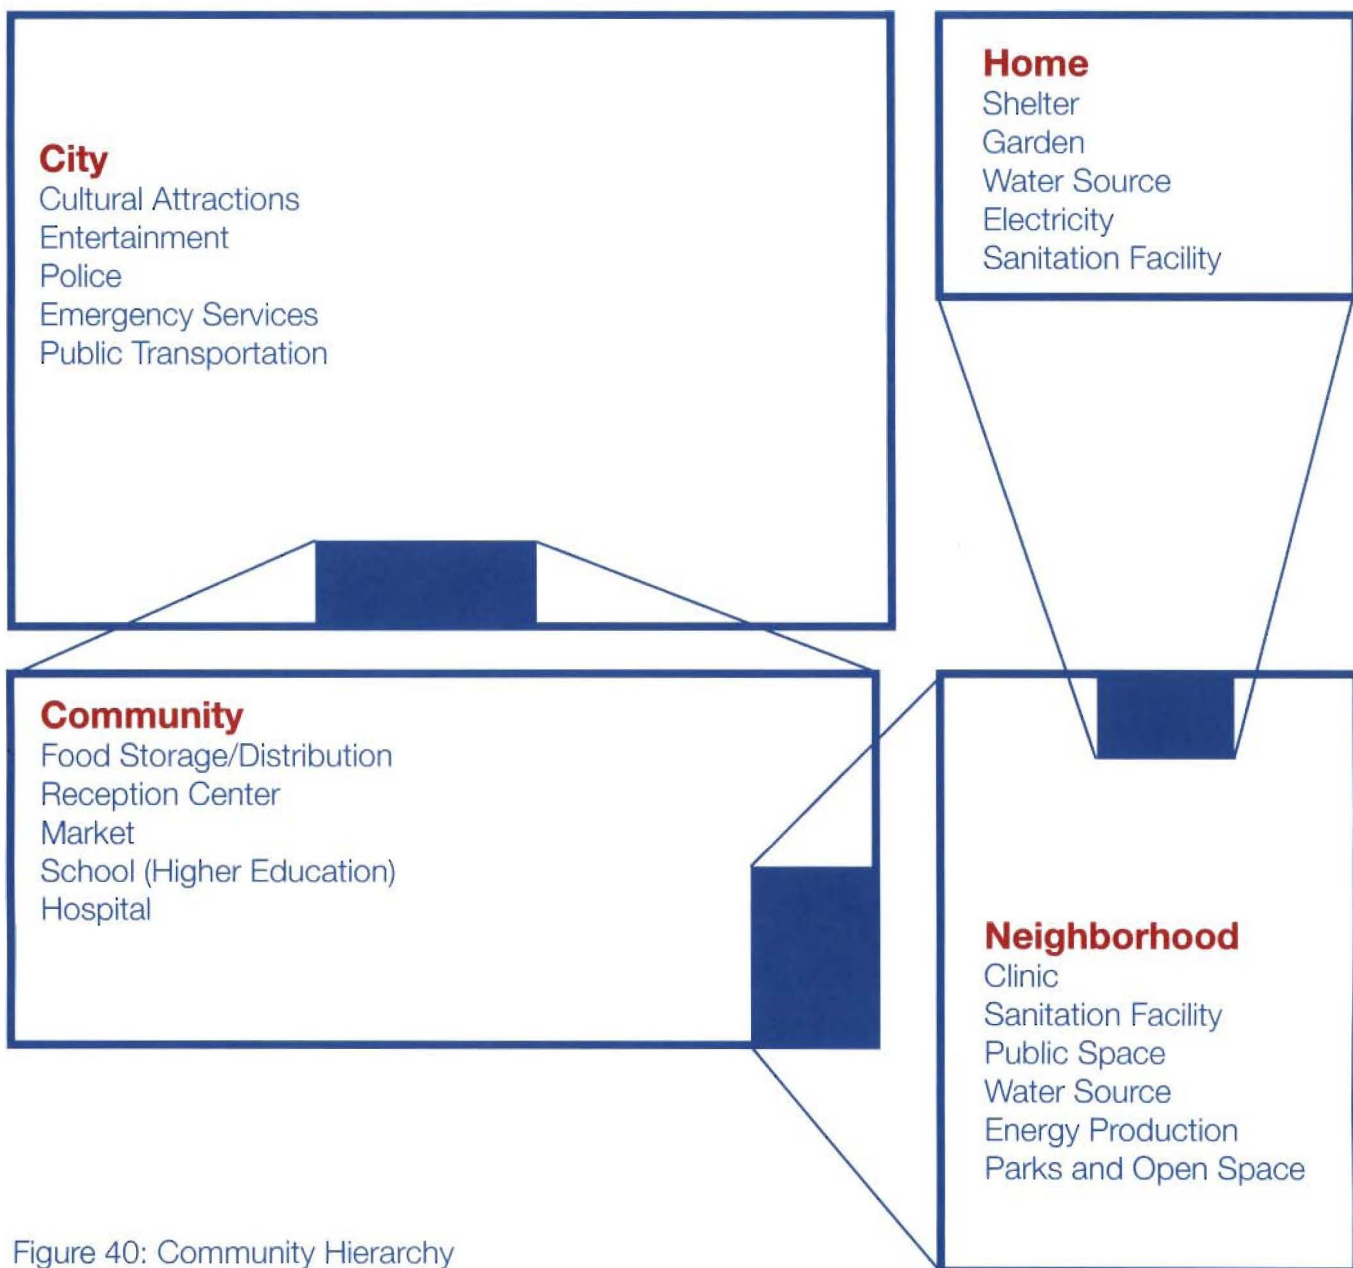 City
Cultural Attractions
Entertainment
Police
Emergency Services
Public Transportation
Home
Shelter
Garden
Water Source
Electricity
Sanitation Facility
Community
Food Storage/Distribution
Reception Center
Market
School (Higher Education)
Hospital
Neighborhood
Clinic
Sanitation Facility
Public Space
Water Source
Energy Production
Parks and Open Space
Figure 40: Community Hierarchy